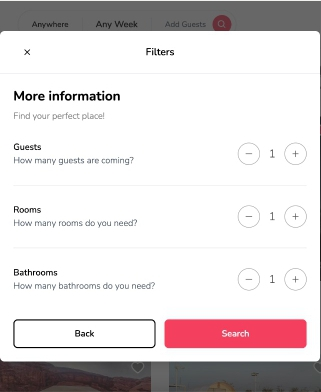 Anywhere Any Week Add Guests
Filters
More information
Find your perfect place!
Guests
How many guests are coming?
1
Rooms
How many rooms do you need?
1
Bathrooms
How many bathrooms do you need?
1
Back Search